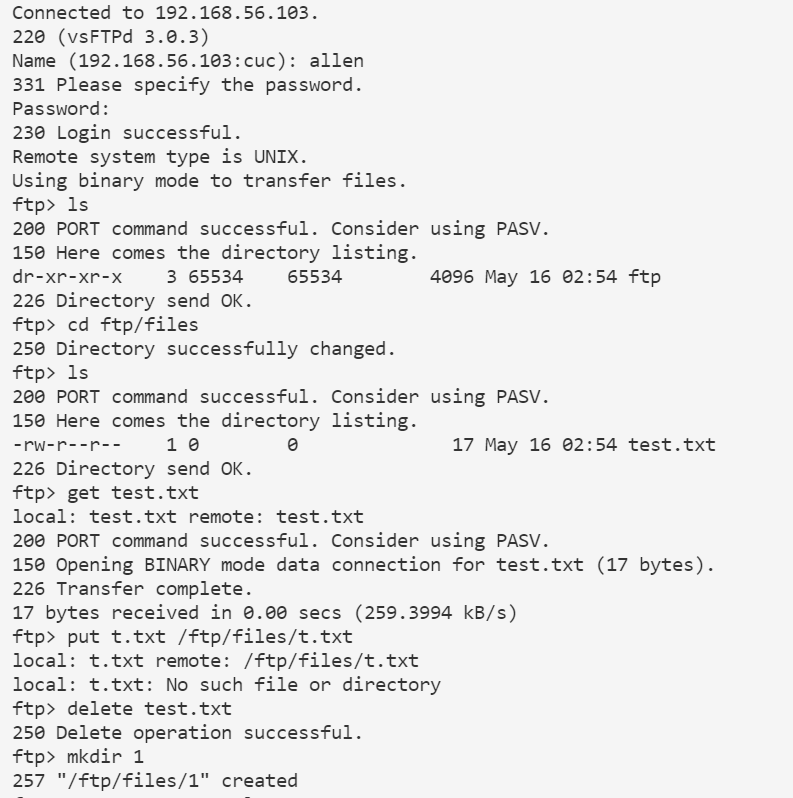 Connected to 192.168.56.103.
220 (vsFTPd 3.0.3)
Name (192.168.56.103:cuc): allen
331 Please specify the password.
Password:
230 Login successful.
Remote system type is UNIX.
Using binary mode to transfer files.
ftp> ls
200 PORT command successful. Consider using PASV.
150 Here comes the directory listing.
dr-xr-xr-x    3 65534    65534        4096 May 16 02:54 ftp
226 Directory send OK.
ftp> cd ftp/files
250 Directory successfully changed.
ftp> ls
200 PORT command successful. Consider using PASV.
150 Here comes the directory listing.
-rw-r--r--    1 0        0              17 May 16 02:54 test.txt
226 Directory send OK.
ftp> get test.txt
local: test.txt remote: test.txt
200 PORT command successful. Consider using PASV.
150 Opening BINARY mode data connection for test.txt (17 bytes).
226 Transfer complete.
17 bytes received in 0.00 secs (259.3994 kB/s)
ftp> put t.txt /ftp/files/t.txt
local: t.txt remote: /ftp/files/t.txt
local: t.txt: No such file or directory
ftp> delete test.txt
250 Delete operation successful.
ftp> mkdir 1
257 "/ftp/files/1" created